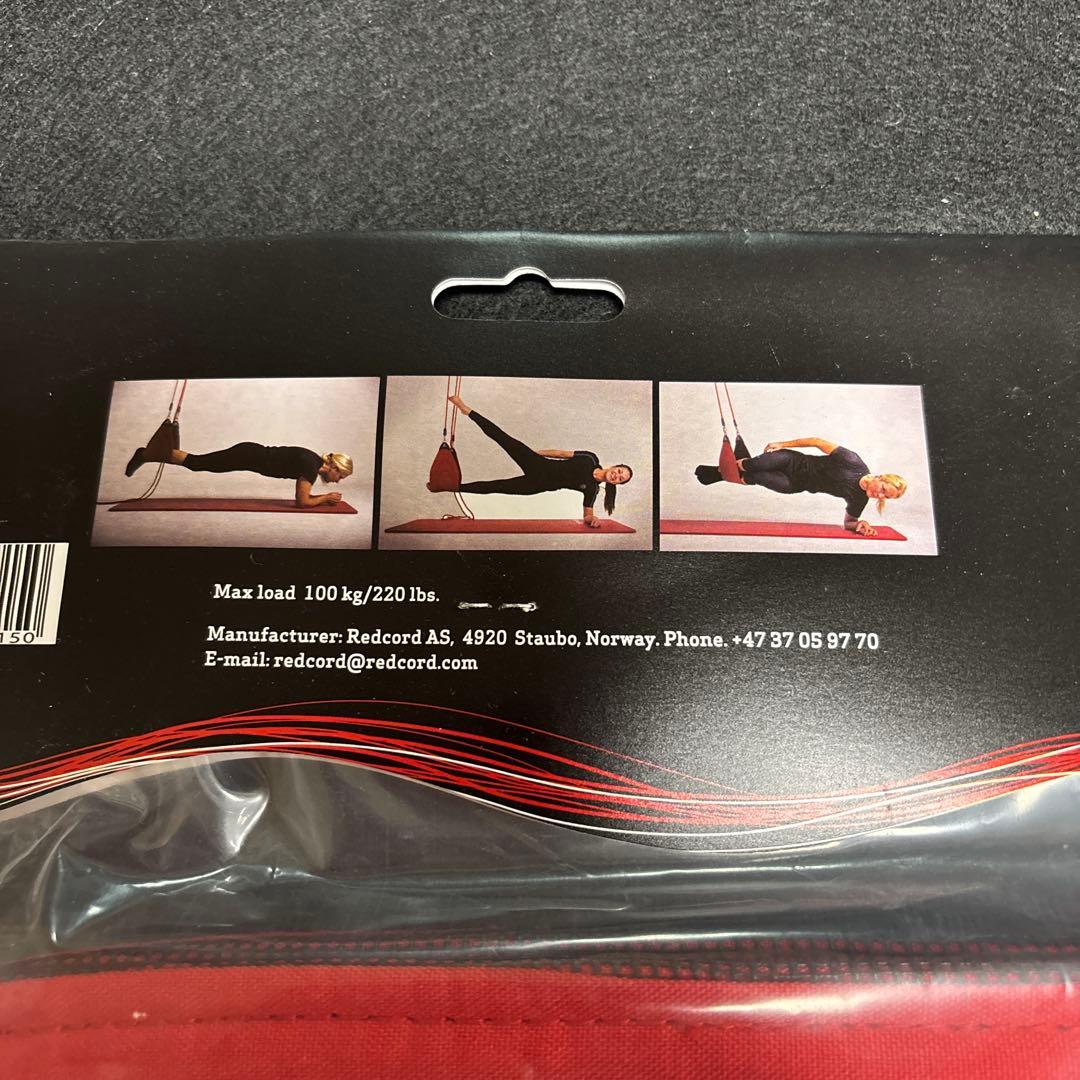 Max load 100 kg/220 lbs.
150
Manufacturer: Redcord AS, 4920 Staubo, Norway. Phone. +47 37 05 97 70
E-mail: redcord@redcord.com